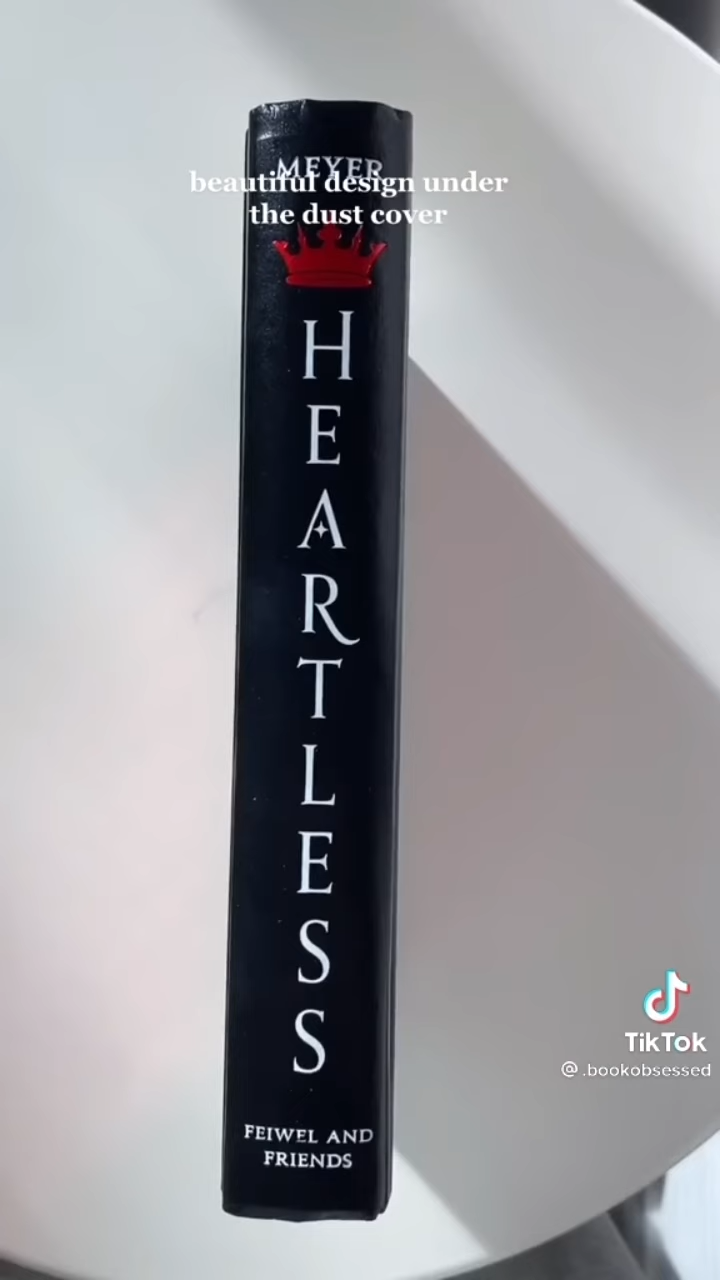 MEYER
beautiful design under
the dust cover
HEARTLESS
FEIWEL AND
FRIENDS
TikTok
@.bookobsessed